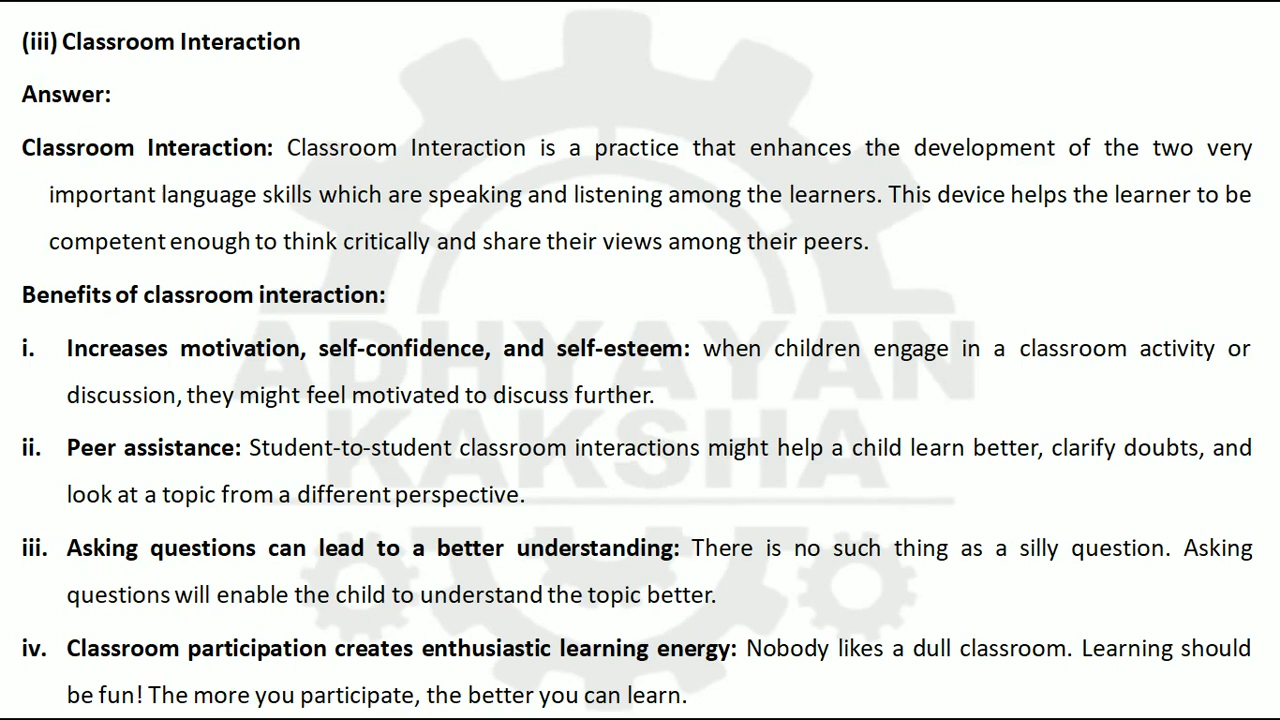 (iii) Classroom Interaction
Answer:
Classroom Interaction: Classroom Interaction is a practice that enhances the development of the two very
important language skills which are speaking and listening among the learners. This device helps the learner to be
competent enough to think critically and share their views among their peers.
Benefits of classroom interaction:
i. Increases motivation, self-confidence, and self-esteem: when children engage in a classroom activity or
discussion, they might feel motivated to discuss further.
ii. Peer assistance: Student-to-student classroom interactions might help a child learn better, clarify doubts, and
look at a topic from a different perspective.
iii. Asking questions can lead to a better understanding: There is no such thing as a silly question. Asking
questions will enable the child to understand the topic better.
iv. Classroom participation creates enthusiastic learning energy: Nobody likes a dull classroom. Learning should
be fun! The more you participate, the better you can learn.
ADHYAYAN
KAKSHA